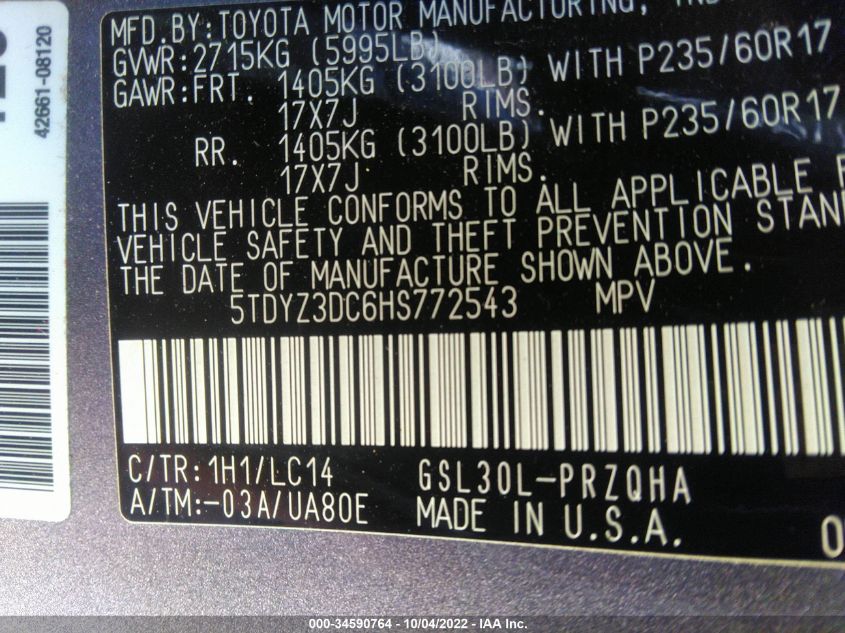 42661-08120
MFD.BY:TOYOTA MOTOR MANUFACTURING,
GVWR:2715KG (5995LB)
GAWR:FRT. 1405KG (3100LB) WITH P235/60R17
17X7J RIMS.
RR. 1405KG (3100LB) WITH P235/60R17
17X7J RIMS.
THIS VEHICLE CONFORMS TO ALL APPLICABLE F
VEHICLE SAFETY AND THEFT PREVENTION STAN
THE DATE OF MANUFACTURE SHOWN ABOVE.
5TDYZ3DC6HS772543 MPV
C/TR:1H1/LC14 GSL30L-PRZQHA
A/TM:-03A/UA80E MADE IN U.S.A.
000-34590764 - 10/04/2022 - IAA Inc.